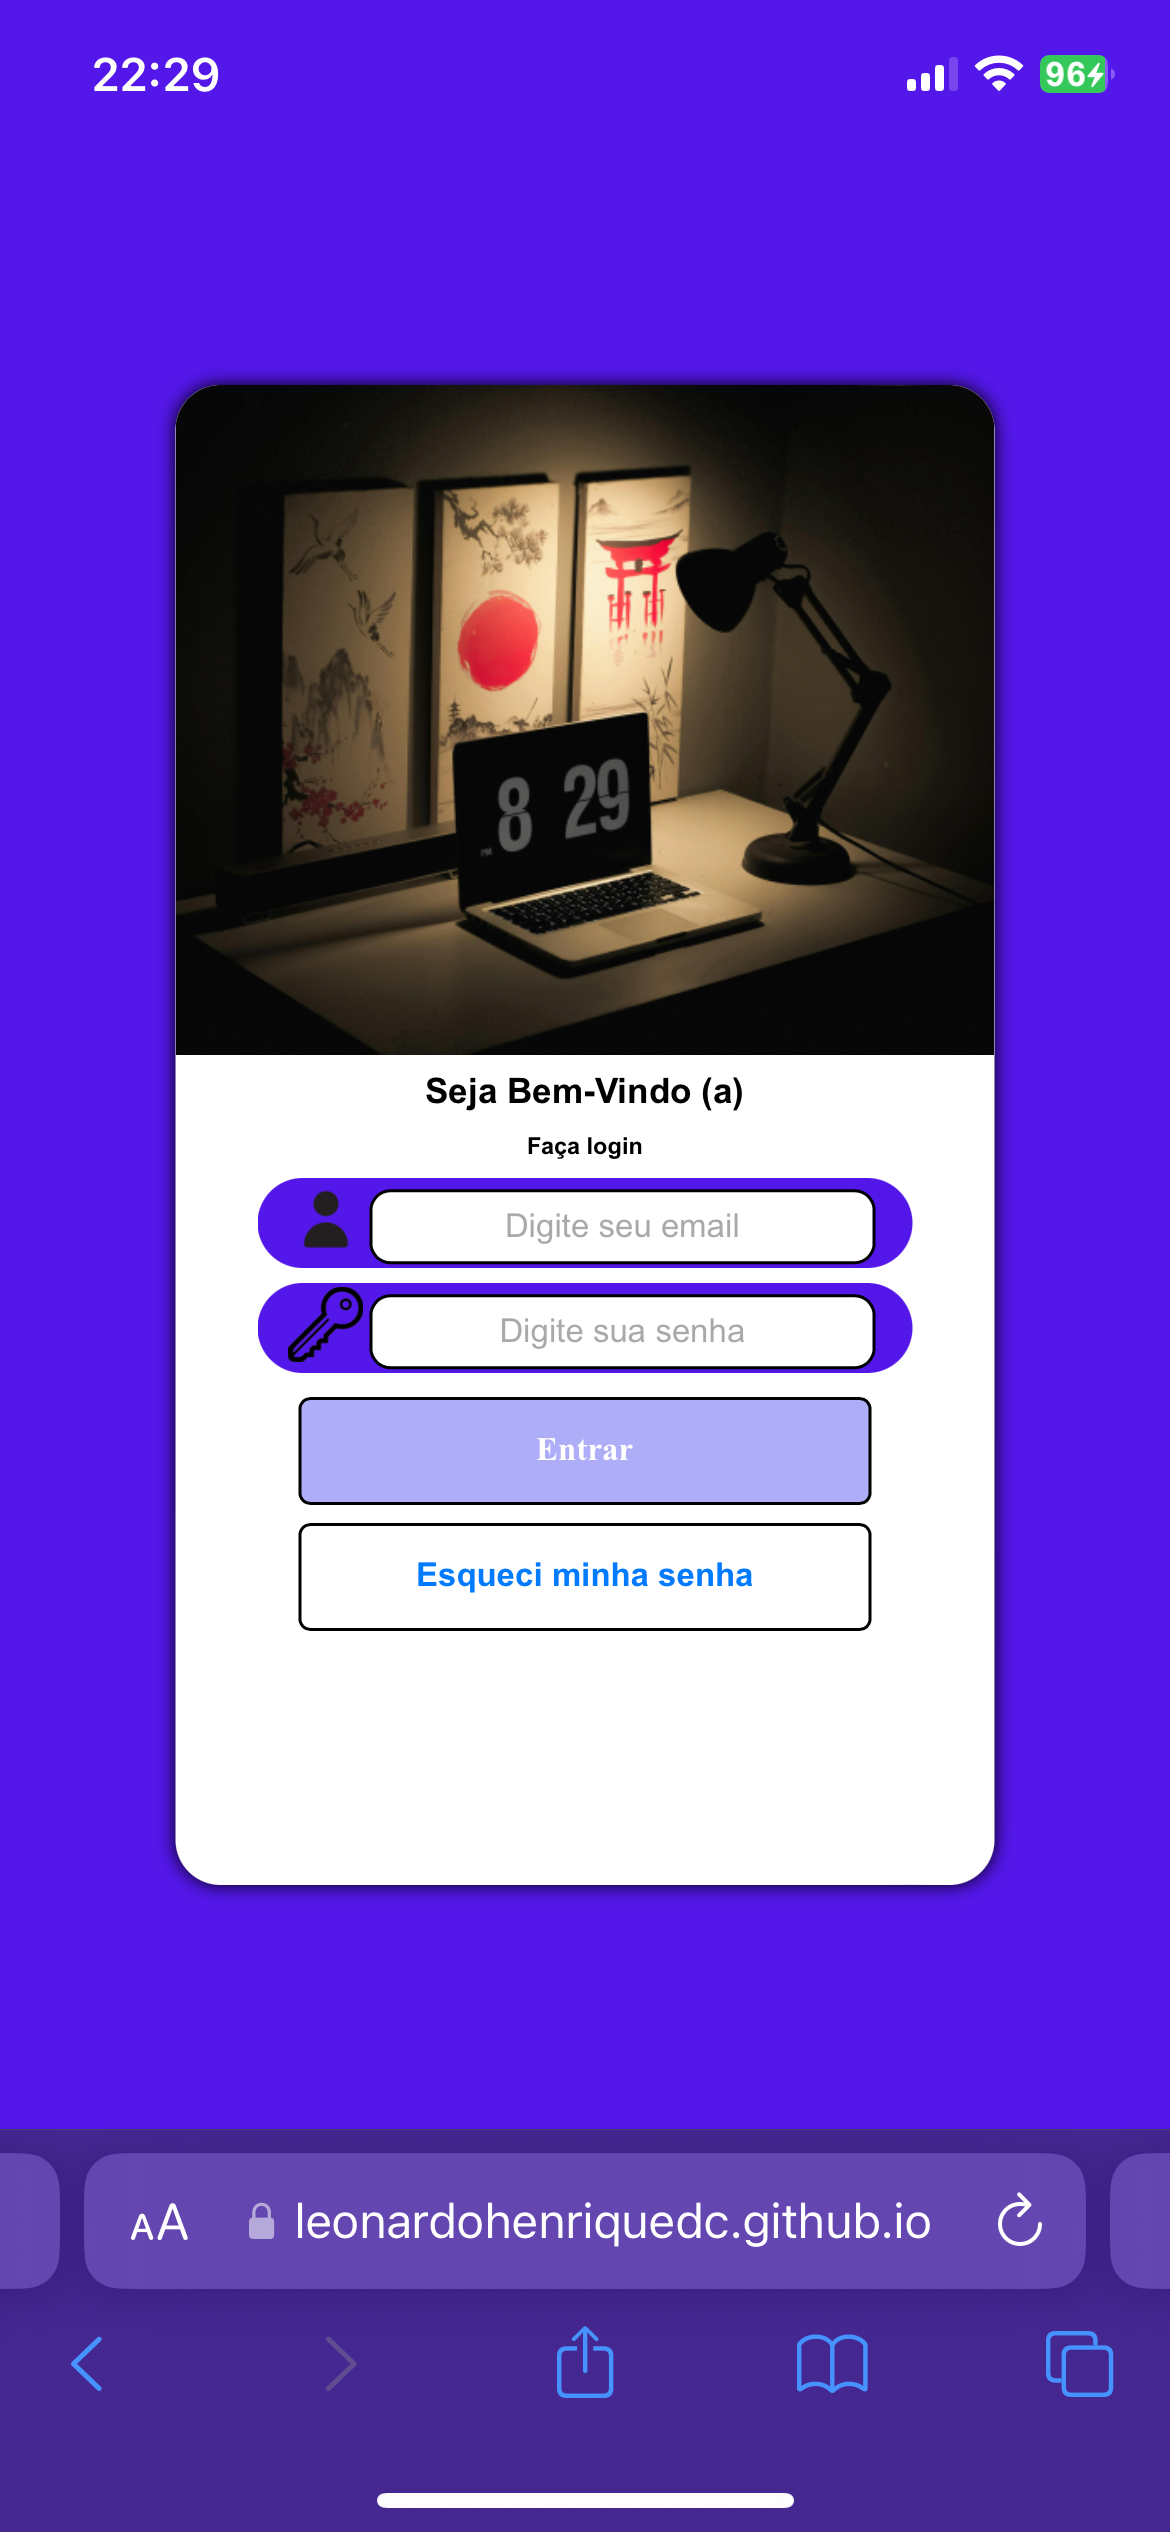 22:29
96
8 29
PM
Seja Bem-Vindo (a)
Faça login
Digite seu email
Digite sua senha
Entrar
Esqueci minha senha
AA leonardohenriquedc.github.io